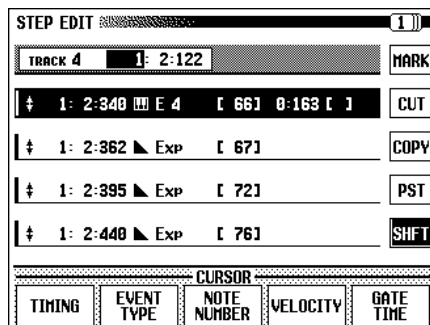 STEP EDIT 1
TRACK 4 1: 2:122 MARK
1: 2:340 E 4 [ 66] 0:163 [ ] CUT
1: 2:362 Exp [ 67] COPY
1: 2:395 Exp [ 72] PST
1: 2:440 Exp [ 76] SHFT
CURSOR
TIMING EVENT TYPE NOTE NUMBER VELOCITY GATE TIME